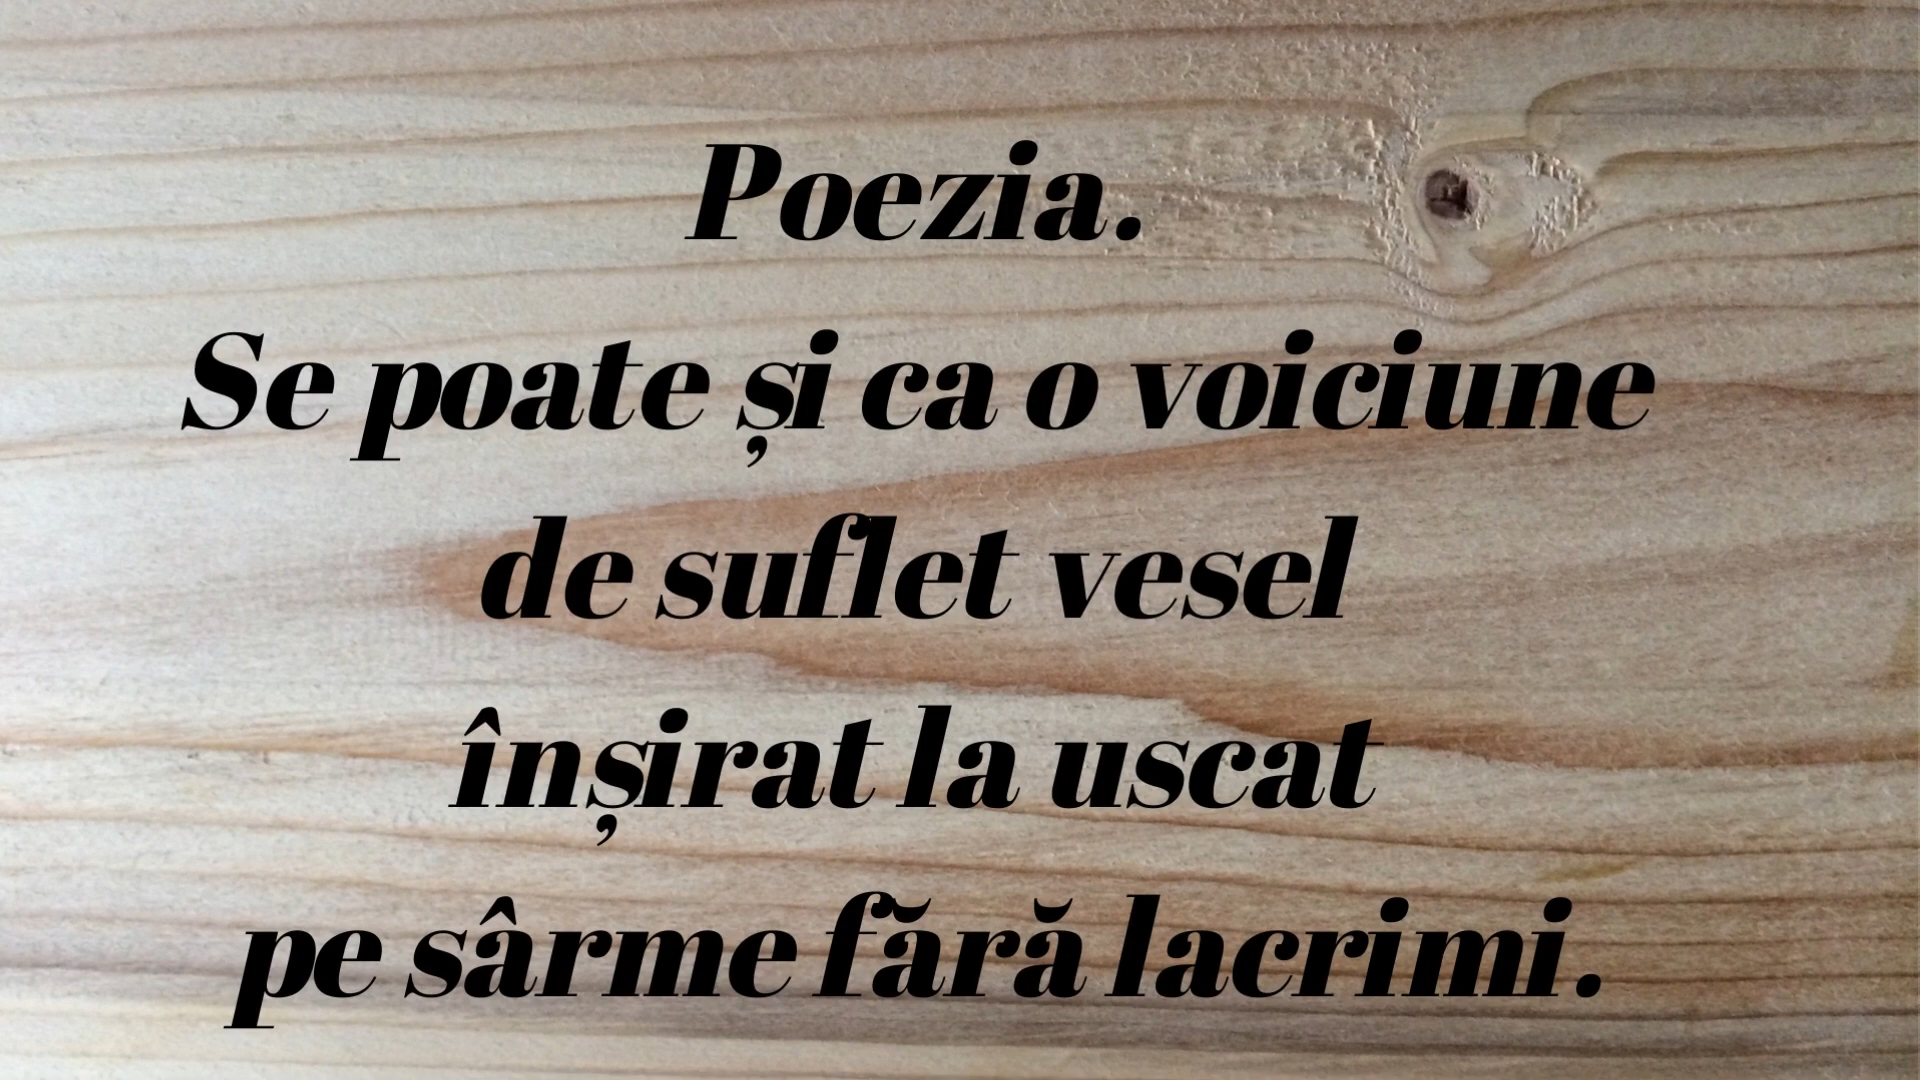 Poezia.
Se poate și ca o voiciune
de suflet vesel
înșirat la uscat
pe sârme fără lacrimi.